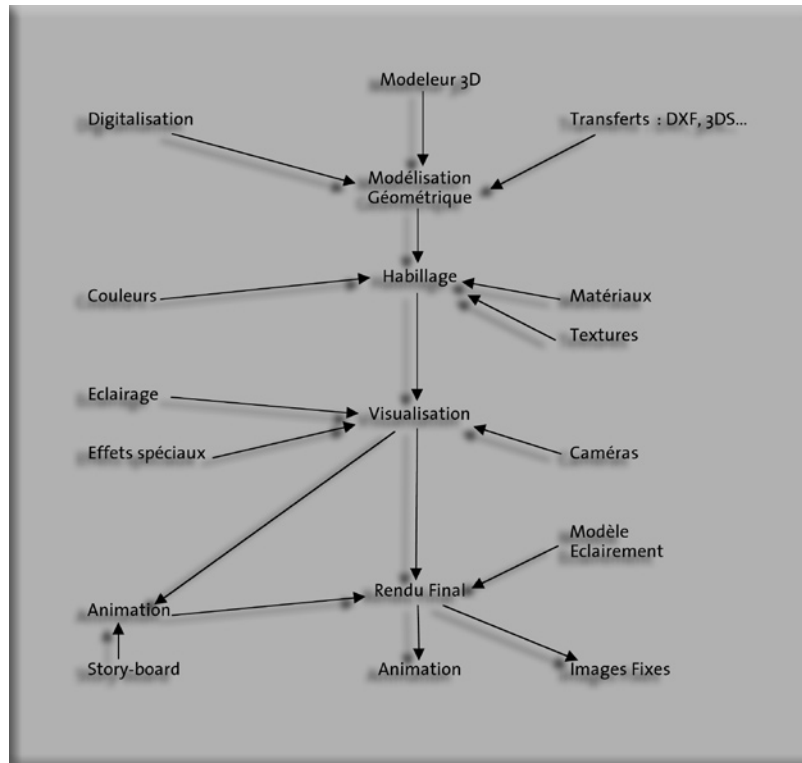 Modeleur 3D
Digitalisation
Transferts : DXF, 3DS...
Modélisation
Géométrique
Habillage
Couleurs
Matériaux
Textures
Eclairage
Visualisation
Effets spéciaux
Caméras
Modèle
Eclairement
Rendu Final
Animation
Story-board
Animation
Images Fixes